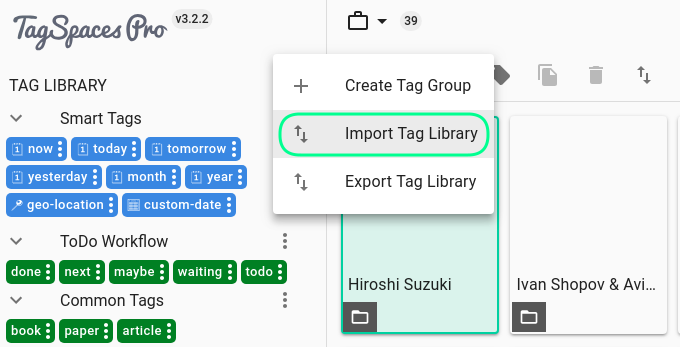 TagSpaces Pro v3.2.2
39
TAG LIBRARY
Create Tag Group
Import Tag Library
Export Tag Library
Smart Tags
now today tomorrow
yesterday month year
geo-location custom-date
ToDo Workflow
done next maybe waiting todo
Common Tags
book paper article
Hiroshi Suzuki
Ivan Shopov & Avi...